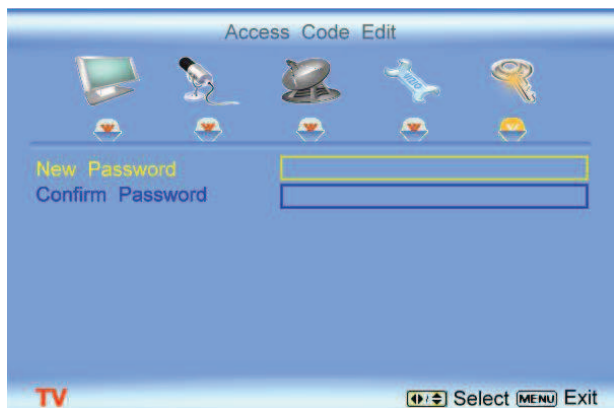 Access Code Edit
New Password
Confirm Password
TV Select MENU Exit